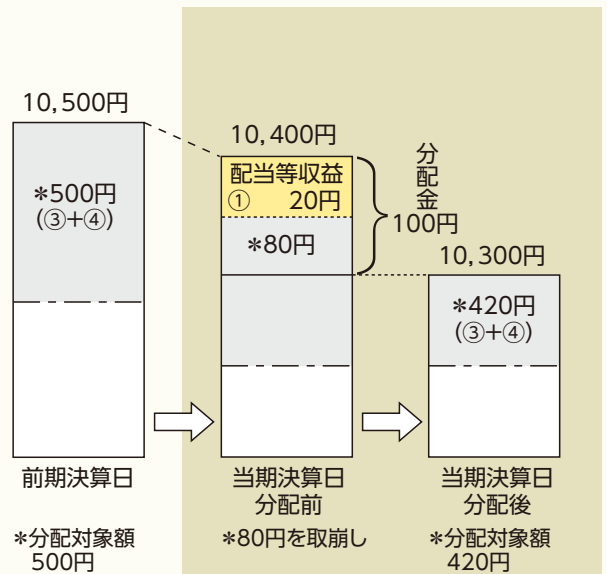 10,500円
*500円
(③+④)
前期決算日
*分配対象額
500円
10,400円
配当等収益
① 20円
*80円
分配金
100円
当期決算日
分配前
*80円を取崩し
10,300円
*420円
(③+④)
当期決算日
分配後
*分配対象額
420円